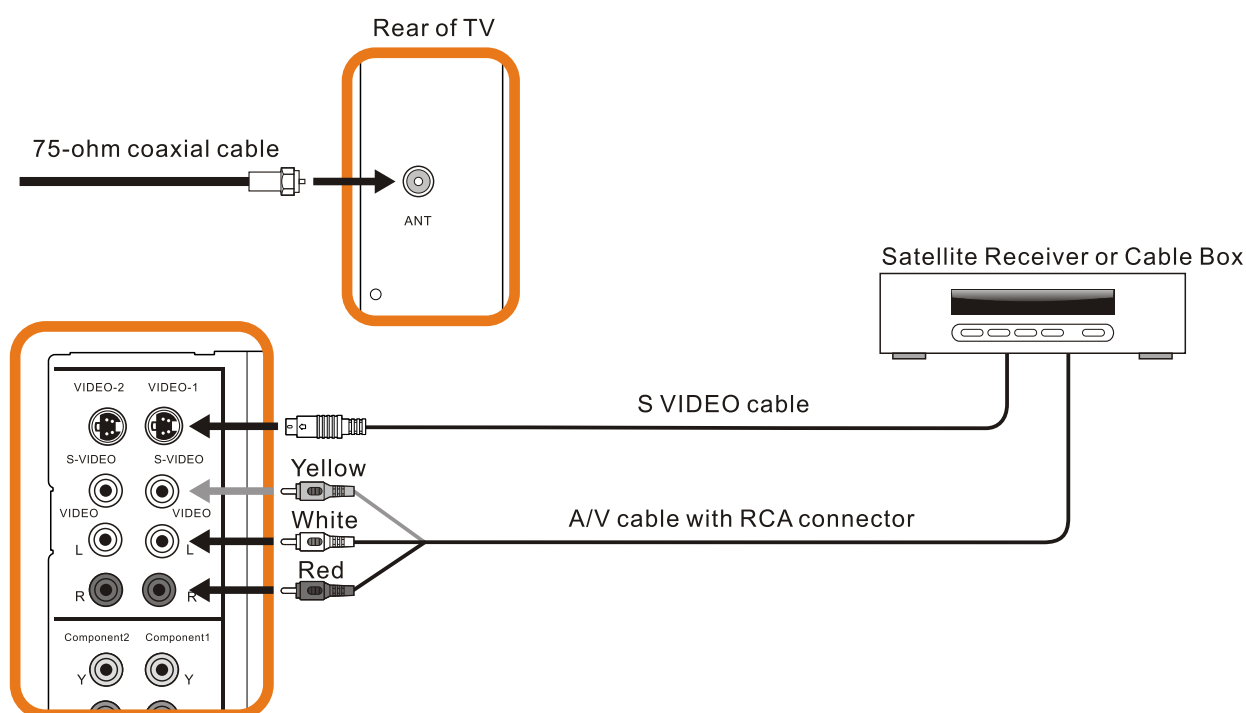 Rear of TV
75-ohm coaxial cable
ANT
Satellite Receiver or Cable Box
VIDEO-2 VIDEO-1
S VIDEO cable
S-VIDEO S-VIDEO
Yellow
VIDEO VIDEO
White
A/V cable with RCA connector
L L
Red
R R
Component2 Component1
Y Y